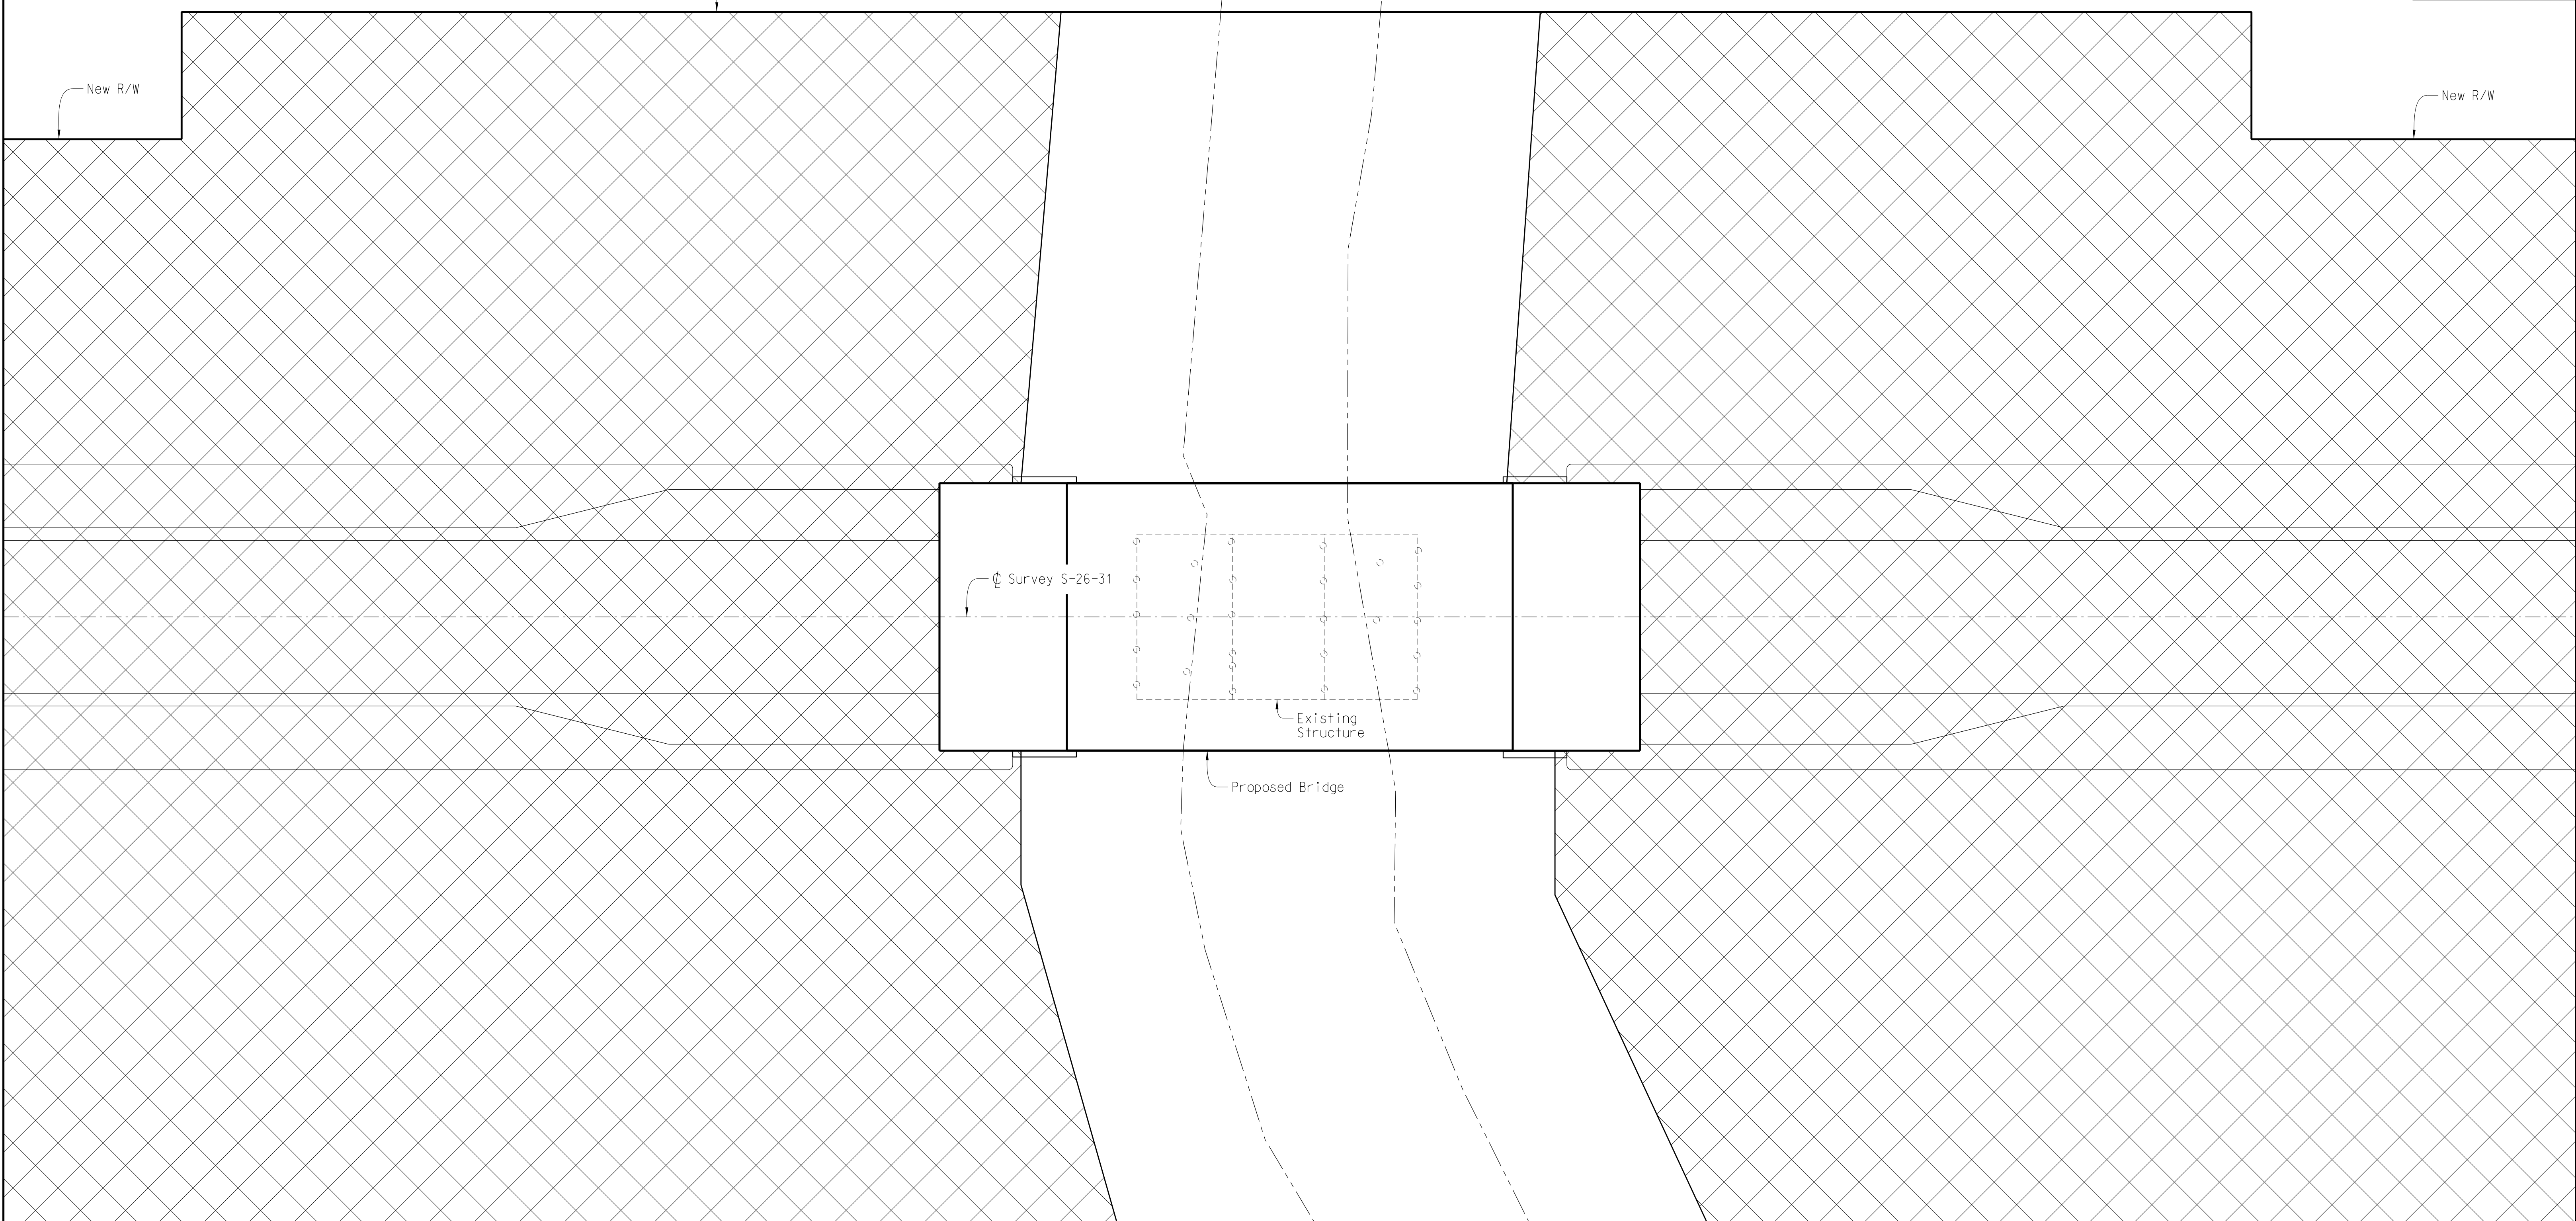 New R/W
New R/W
℄ Survey S-26-31
Existing
Structure
Proposed Bridge